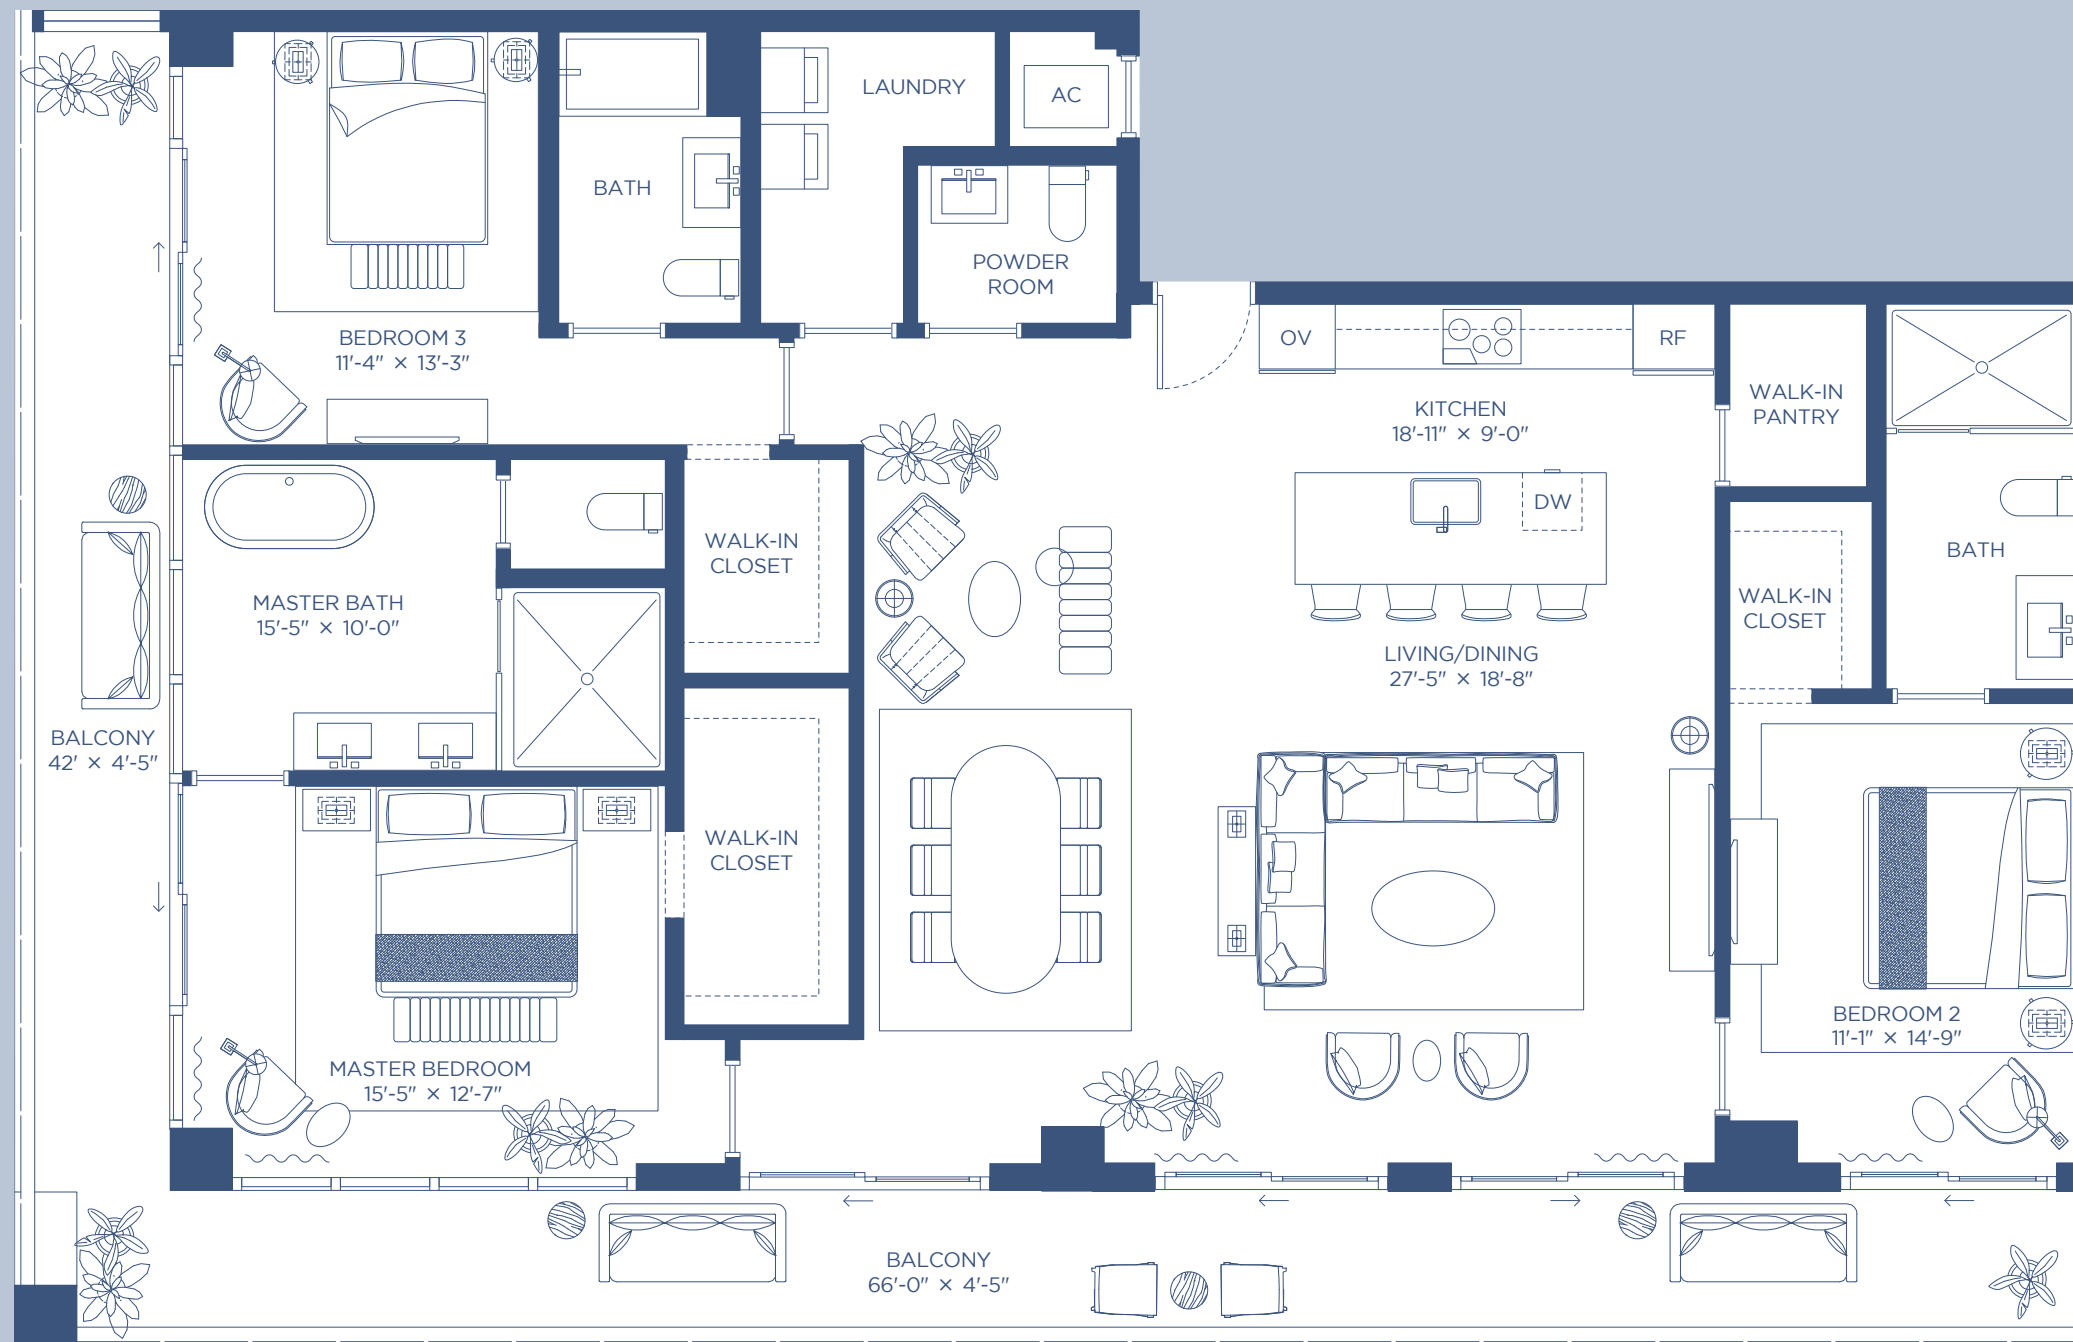 LAUNDRY
AC
BATH
POWDER
ROOM
BEDROOM 3
11'-4" × 13'-3"
OV
RF
KITCHEN
18'-11" × 9'-0"
WALK-IN
PANTRY
DW
WALK-IN
CLOSET
BATH
MASTER BATH
15'-5" × 10'-0"
WALK-IN
CLOSET
LIVING/DINING
27'-5" × 18'-8"
BALCONY
42' × 4'-5"
WALK-IN
CLOSET
BEDROOM 2
11'-1" × 14'-9"
MASTER BEDROOM
15'-5" × 12'-7"
BALCONY
66'-0" × 4'-5"